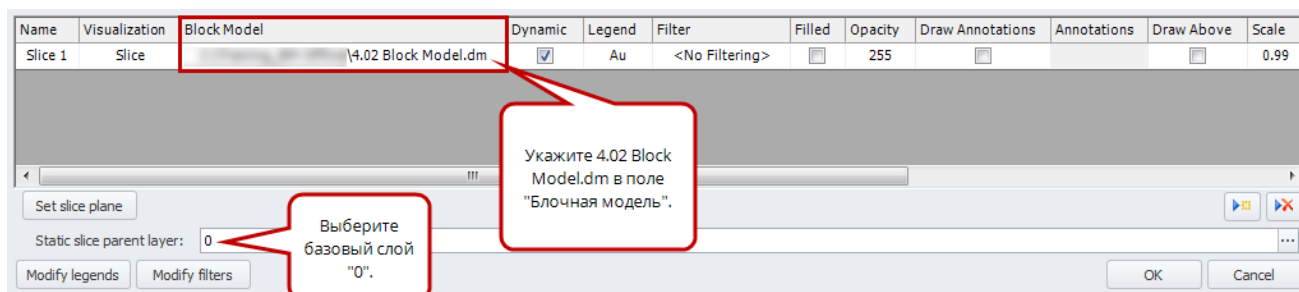 Name Visualization Block Model Dynamic Legend Filter Filled Opacity Draw Annotations Annotations Draw Above Scale
Slice 1 Slice \4.02 Block Model.dm Au <No Filtering> 255 0.99
Укажите 4.02 Block
Model.dm в поле
"Блочная модель".
Set slice plane
Выберите
базовый слой
"0".
Static slice parent layer: 0 ...
Modify legends Modify filters OK Cancel